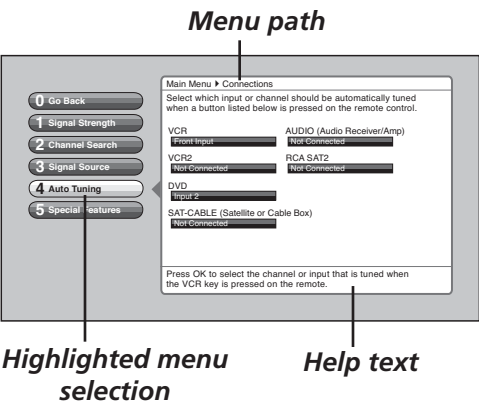 Menu path
Main Menu ▸ Connections
Select which input or channel should be automatically tuned
when a button listed below is pressed on the remote control.
0 Go Back
1 Signal Strength
2 Channel Search
3 Signal Source
4 Auto Tuning
5 Special Features
VCR
Front Input
AUDIO (Audio Receiver/Amp)
Not Connected
VCR2
Not Connected
RCA SAT2
Not Connected
DVD
Input 2
SAT-CABLE (Satellite or Cable Box)
Not Connected
Press OK to select the channel or input that is tuned when
the VCR key is pressed on the remote.
Highlighted menu
selection
Help text